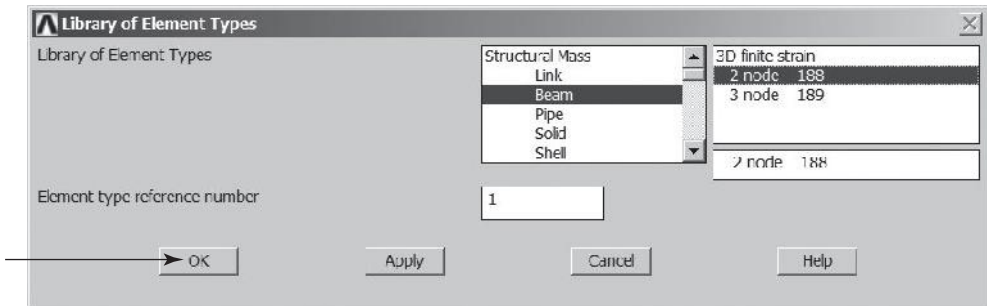 Library of Element Types
Library of Element Types
Structural Mass
Link
Beam
Pipe
Solid
Shell
3D finite strain
2 node 188
3 node 189
2 node 188
Element type reference number
1
OK
Apply
Cancel
Help